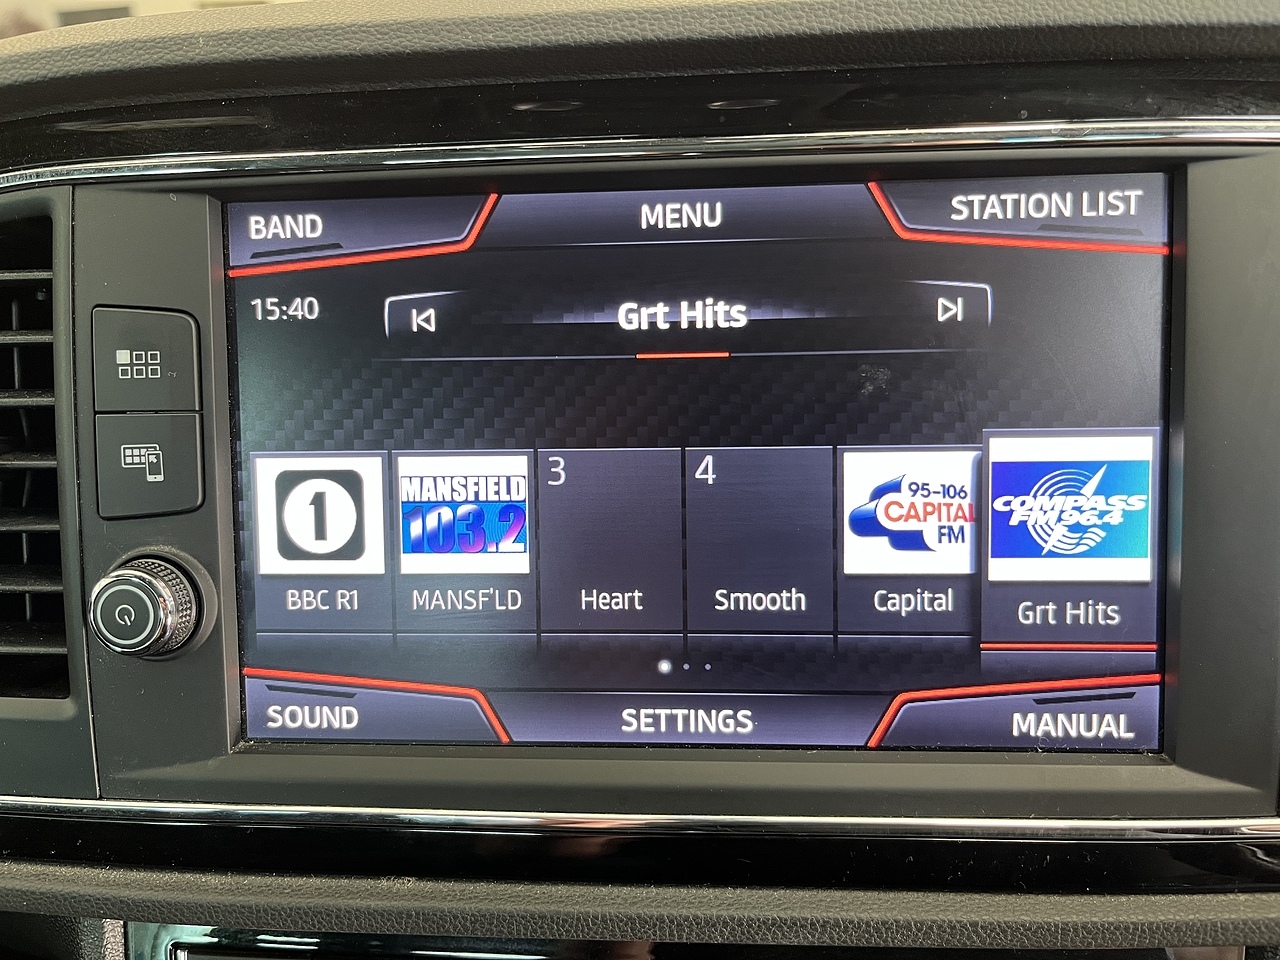 BAND
MENU
STATION LIST
15:40
Grt Hits
1
BBC R1
MANSFIELD
103.2
MANSF'LD
3
Heart
4
Smooth
95-106
CAPITAL
FM
Capital
COMPASS
FM 96.4
Grt Hits
SOUND
SETTINGS
MANUAL